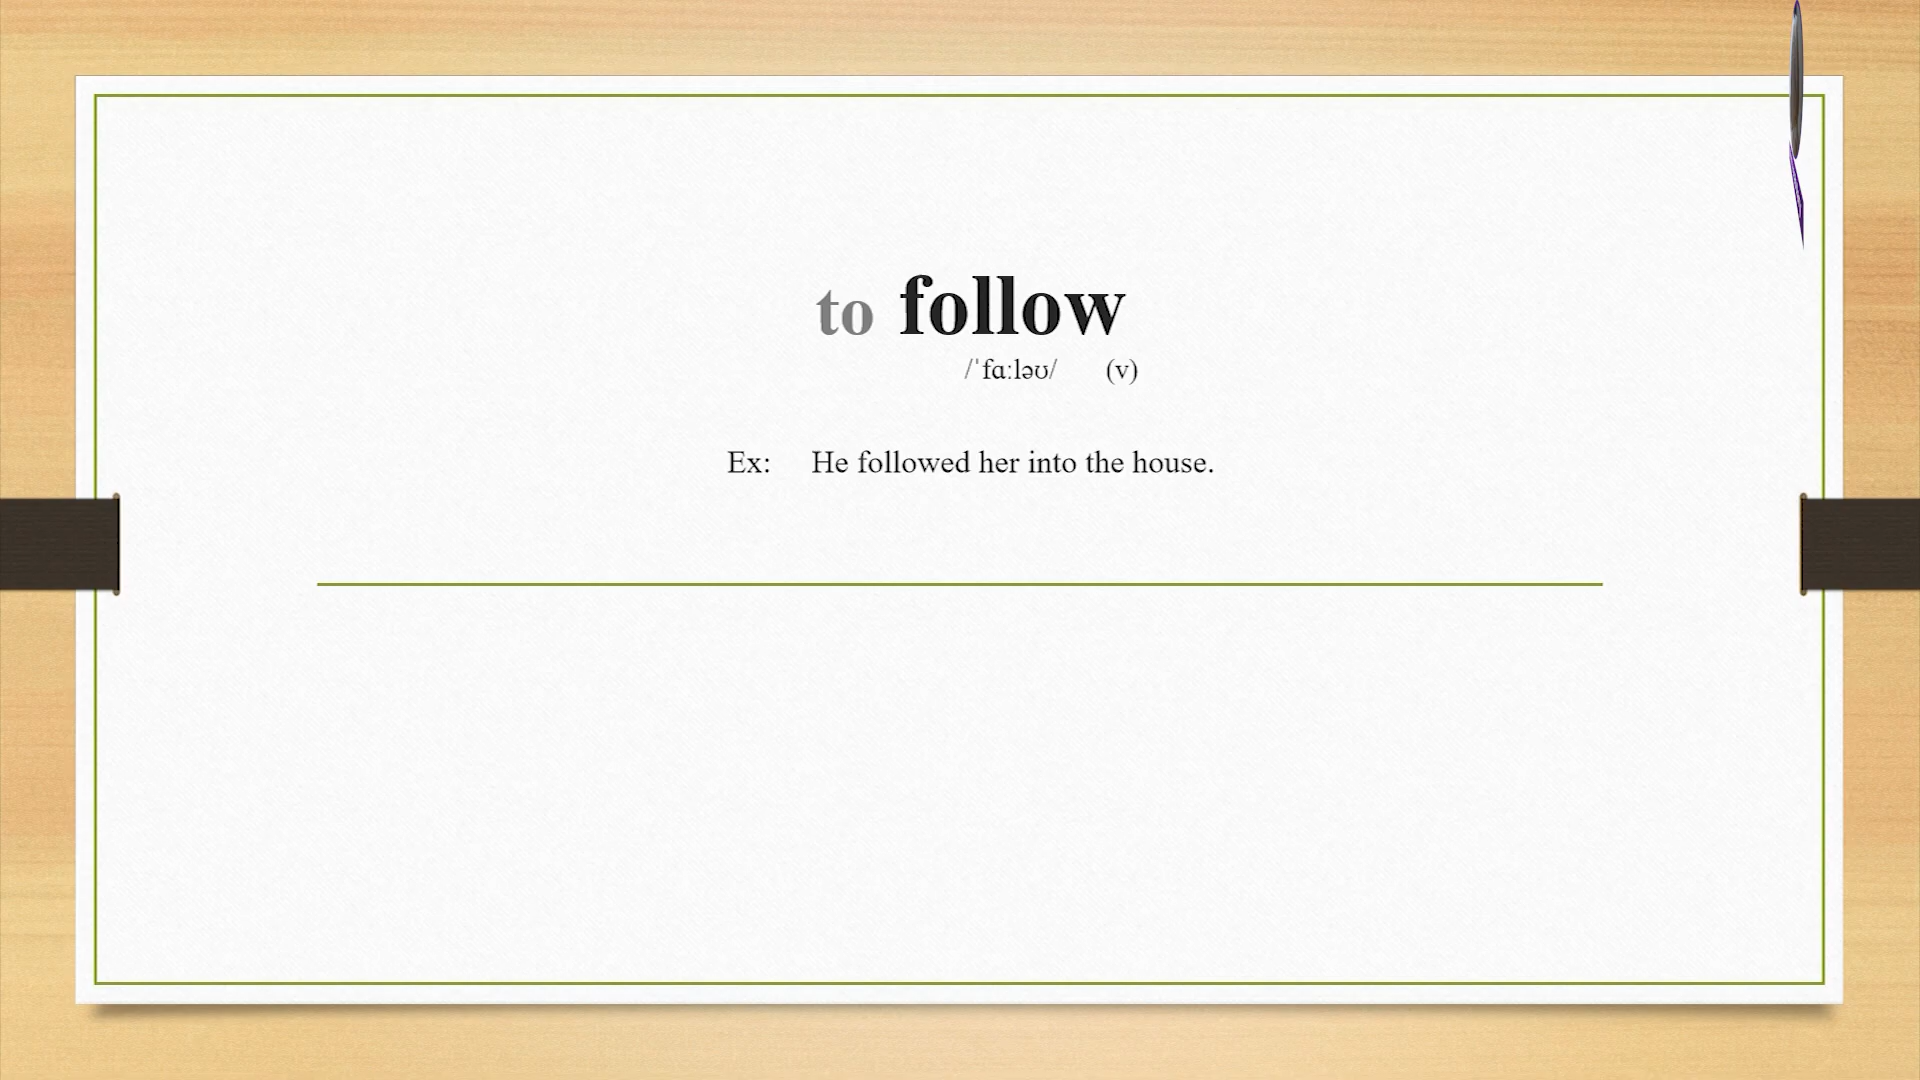 to follow
/ˈfɑːləʊ/ (v)
Ex: He followed her into the house.